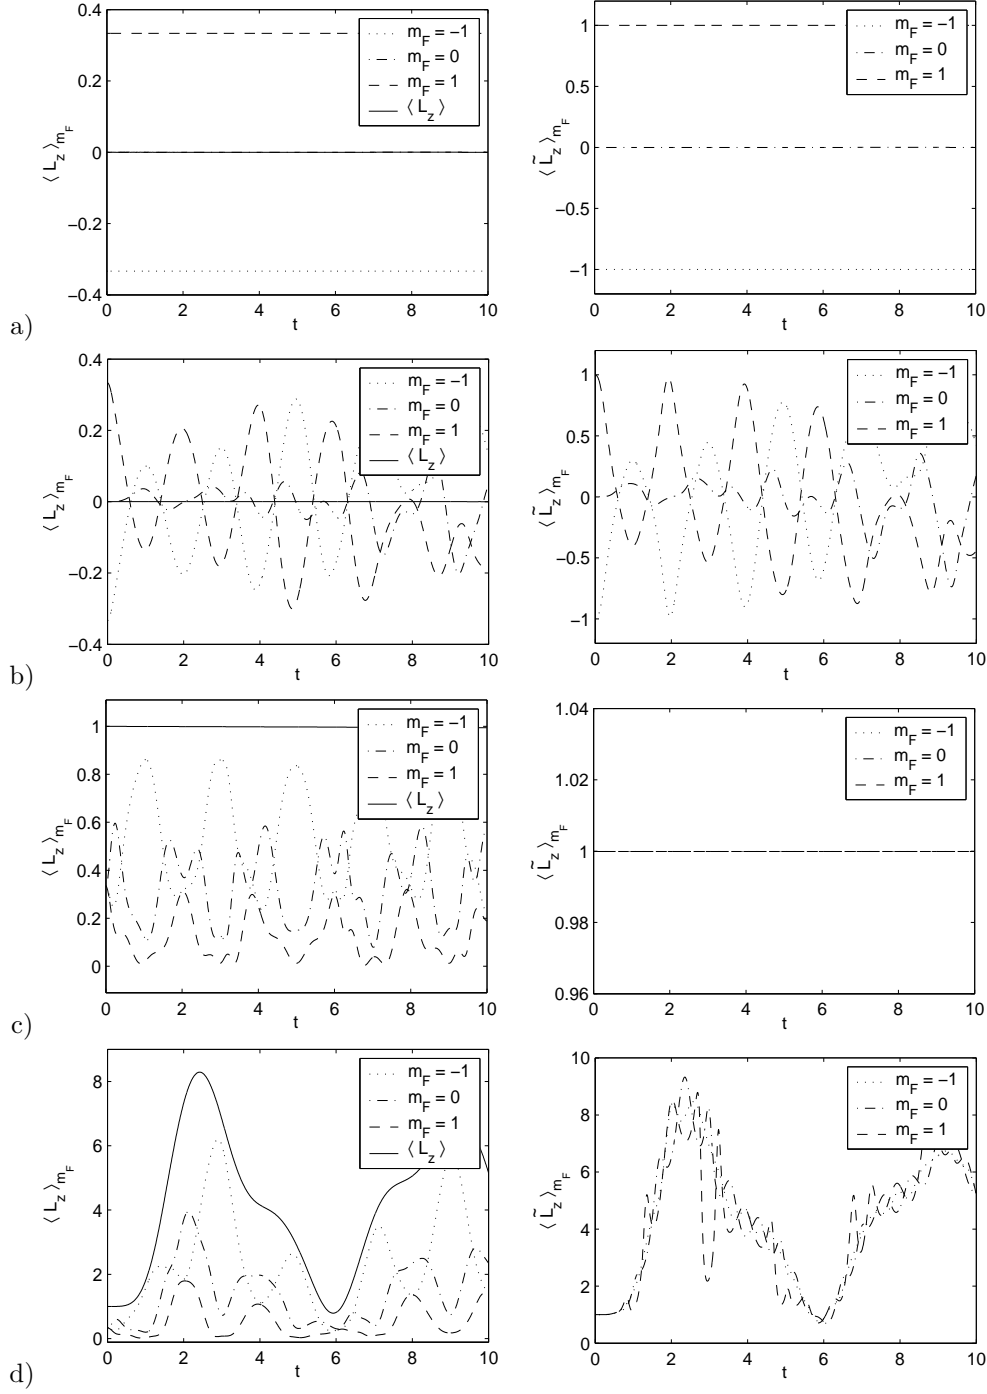 0.4
0.2
0
−0.2
−0.4
0 2 4 6 8 10
t
⟨ L_z ⟩_{m_F}
m_F = −1
m_F = 0
m_F = 1
⟨ L_z ⟩
1
0.5
0
−0.5
−1
0 2 4 6 8 10
t
⟨ L̃_z ⟩_{m_F}
m_F = −1
m_F = 0
m_F = 1
a)
0.4
0.2
0
−0.2
−0.4
0 2 4 6 8 10
t
⟨ L_z ⟩_{m_F}
m_F = −1
m_F = 0
m_F = 1
⟨ L_z ⟩
1
0.5
0
−0.5
−1
0 2 4 6 8 10
t
⟨ L̃_z ⟩_{m_F}
m_F = −1
m_F = 0
m_F = 1
b)
1
0.8
0.6
0.4
0.2
0
0 2 4 6 8 10
t
⟨ L_z ⟩_{m_F}
m_F = −1
m_F = 0
m_F = 1
⟨ L_z ⟩
1.04
1.02
1
0.98
0.96
0 2 4 6 8 10
t
⟨ L̃_z ⟩_{m_F}
m_F = −1
m_F = 0
m_F = 1
c)
8
6
4
2
0
0 2 4 6 8 10
t
⟨ L_z ⟩_{m_F}
m_F = −1
m_F = 0
m_F = 1
⟨ L_z ⟩
10
8
6
4
2
0
0 2 4 6 8 10
t
⟨ L̃_z ⟩_{m_F}
m_F = −1
m_F = 0
m_F = 1
d)